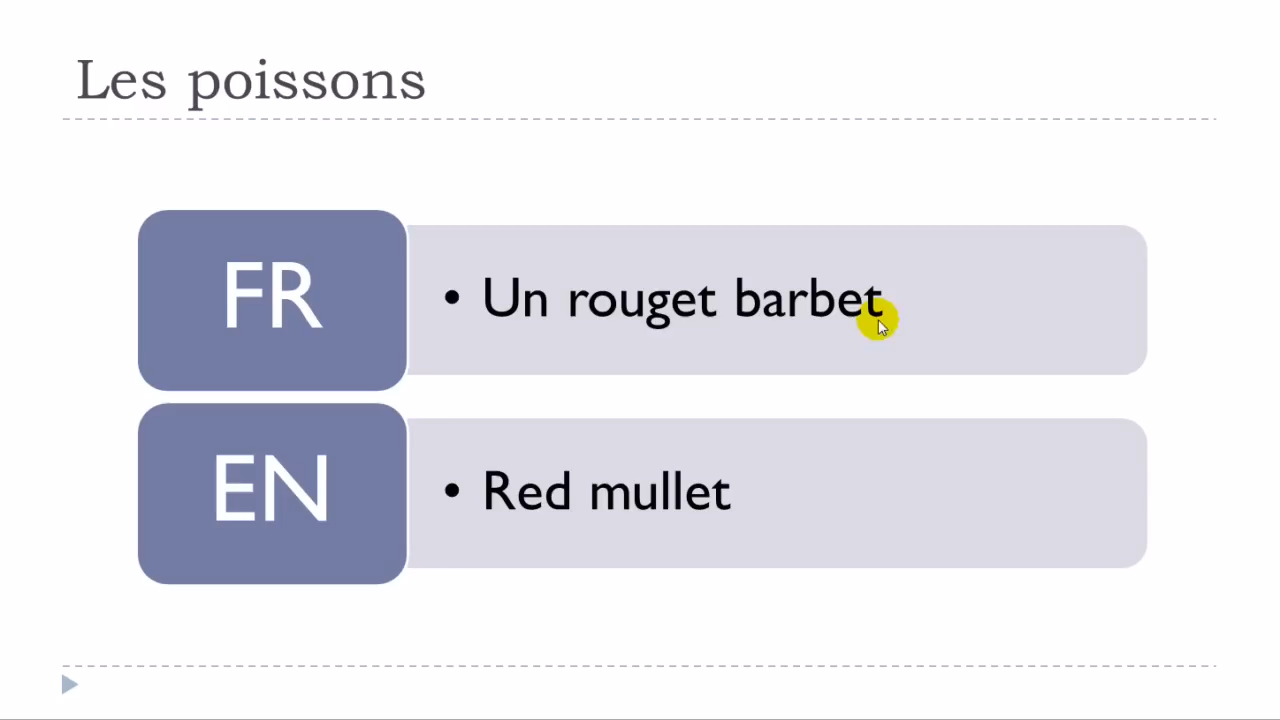 Les poissons
FR
• Un rouget barbet
EN
• Red mullet